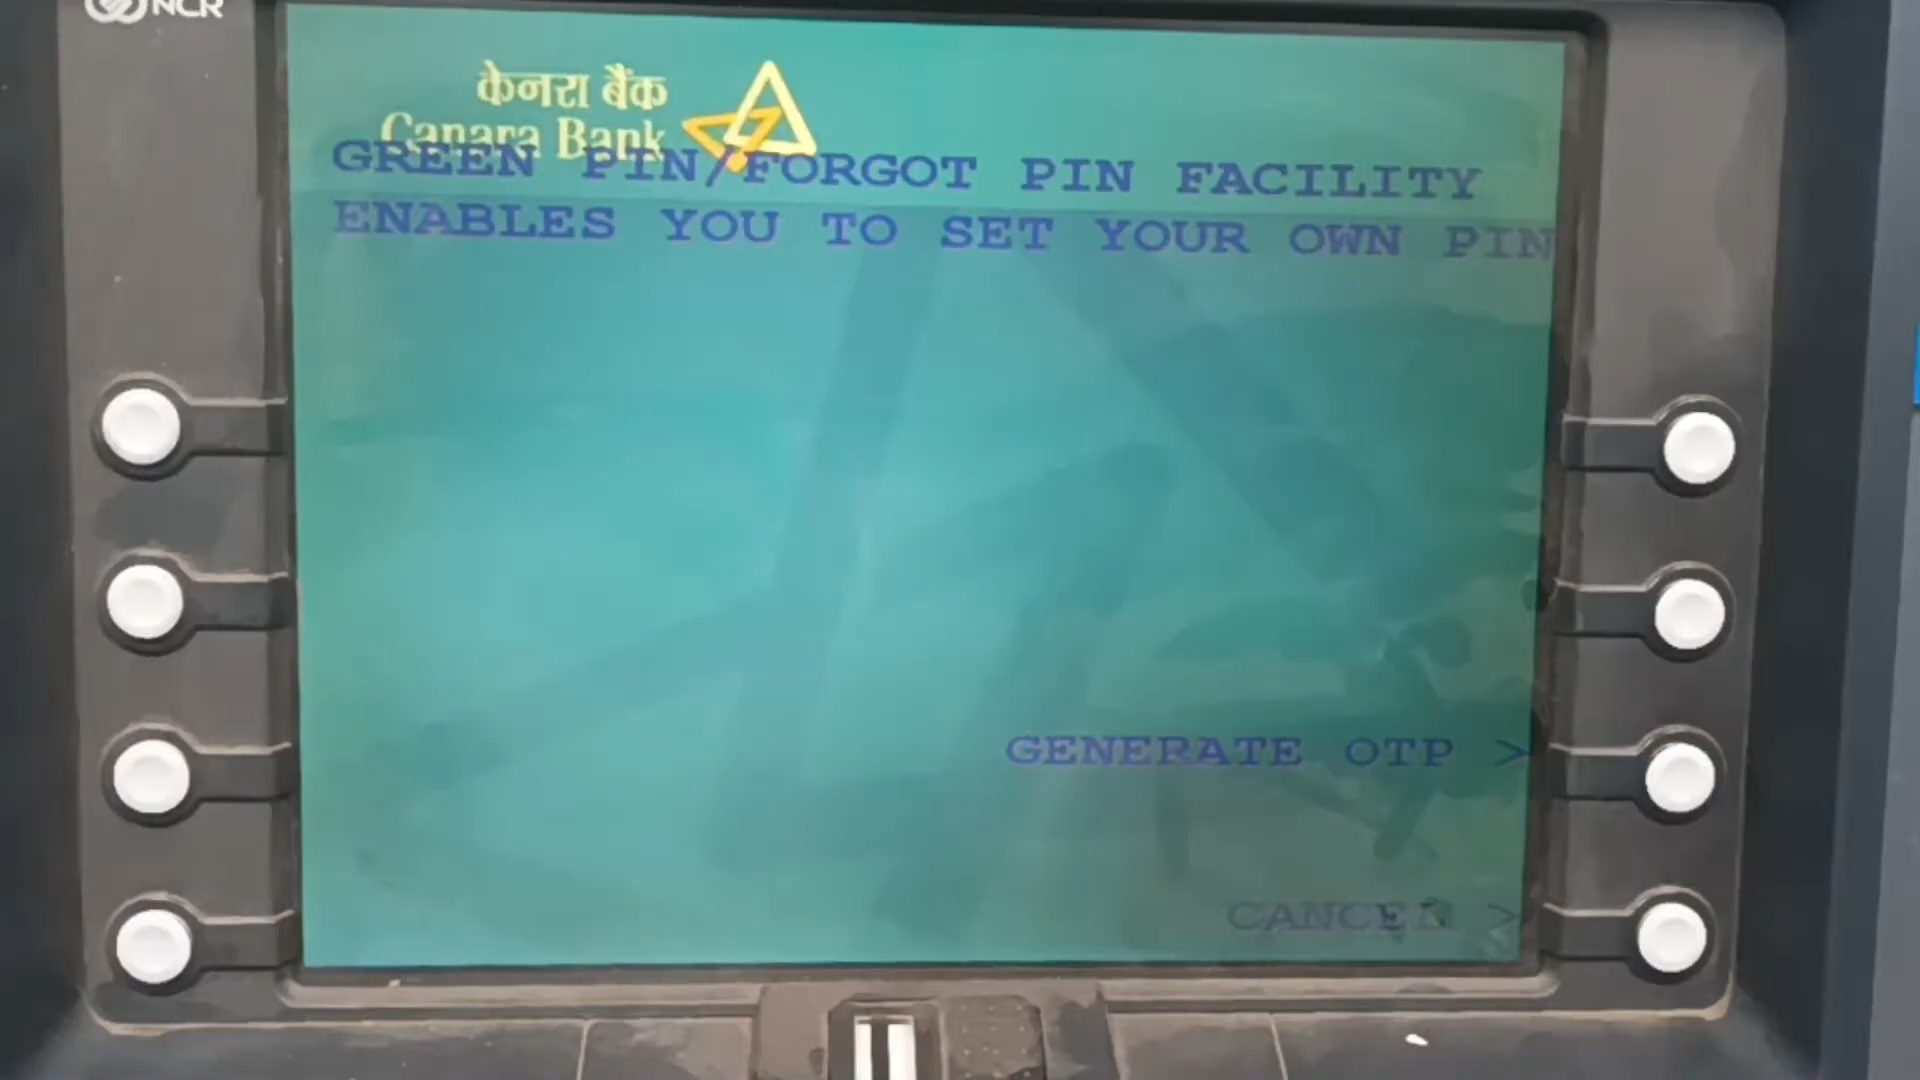 NCR
केनरा बैंक
Canara Bank
GREEN PIN/FORGOT PIN FACILITY
ENABLES YOU TO SET YOUR OWN PIN
GENERATE OTP >
CANCEL >